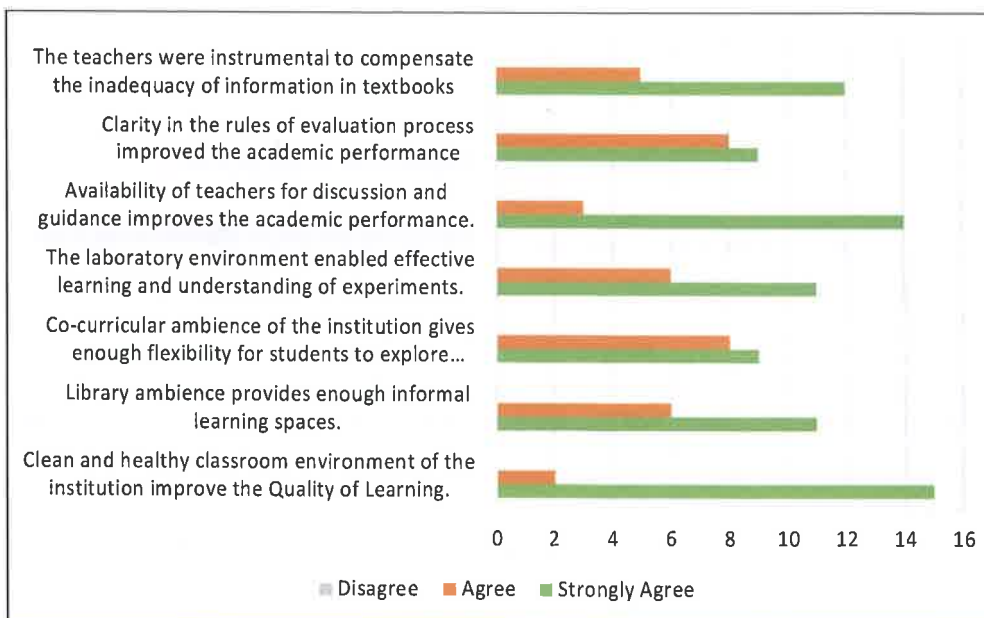 The teachers were instrumental to compensate
the inadequacy of information in textbooks
Clarity in the rules of evaluation process
improved the academic performance
Availability of teachers for discussion and
guidance improves the academic performance.
The laboratory environment enabled effective
learning and understanding of experiments.
Co-curricular ambience of the institution gives
enough flexibility for students to explore...
Library ambience provides enough informal
learning spaces.
Clean and healthy classroom environment of the
institution improve the Quality of Learning.
0 2 4 6 8 10 12 14 16
Disagree Agree Strongly Agree